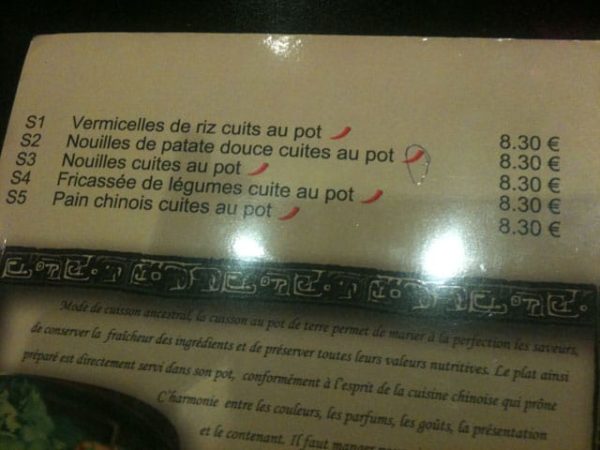 S1 Vermicelles de riz cuits au pot 8.30 €
S2 Nouilles de patate douce cuites au pot 8.30 €
S3 Nouilles cuites au pot 8.30 €
S4 Fricassée de légumes cuite au pot 8.30 €
S5 Pain chinois cuites au pot 8.30 €
Mode de cuisson ancestral, la cuisson au pot de terre permet de marier à la perfection les saveurs,
de conserver la fraîcheur des ingrédients et de préserver toutes leurs valeurs nutritives. Le plat ainsi
préparé est directement servi dans son pot, conformément à l'esprit de la cuisine chinoise qui prône
C'harmonie entre les couleurs, les parfums, les goûts, la présentation
et le contenant. Il faut manger